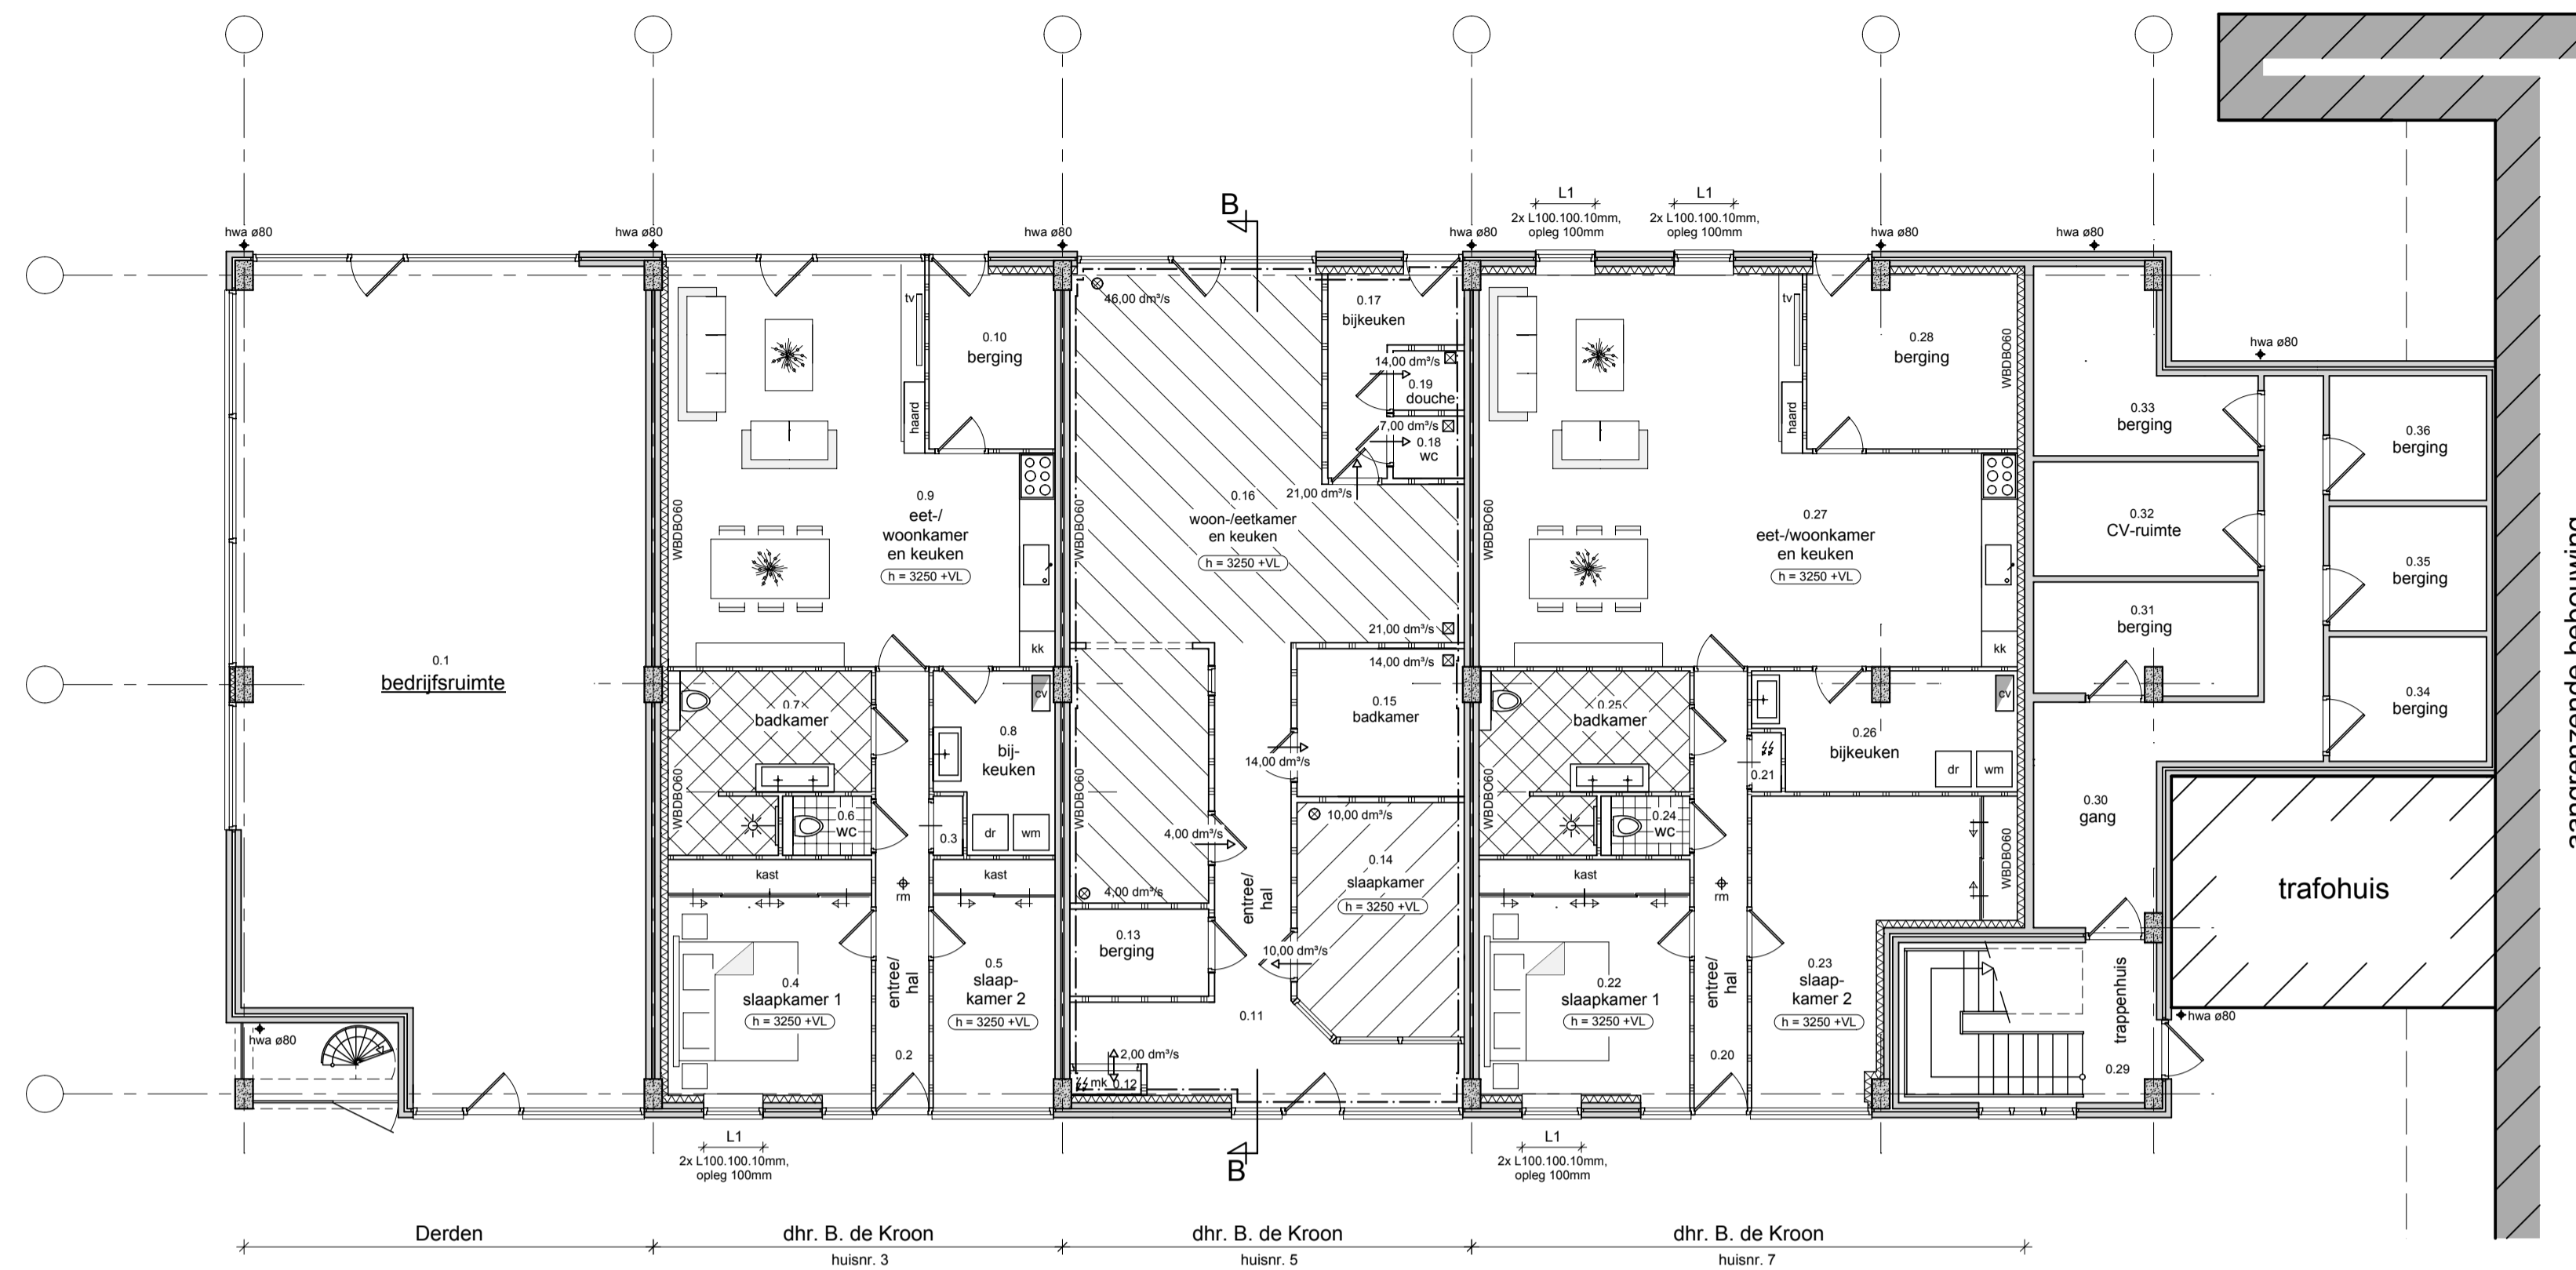 B
L1
L1
2x L100.100.10mm,
opleg 100mm
2x L100.100.10mm,
opleg 100mm
hwa ø80
hwa ø80
hwa ø80
hwa ø80
hwa ø80
hwa ø80
46,00 dm³/s
0.17
bijkeuken
tv
tv
0.10
berging
14,00 dm³/s
0.19
douche
7,00 dm³/s
0.18
wc
21,00 dm³/s
haard
haard
0.28
berging
WBDBO60
hwa ø80
0.33
berging
0.36
berging
0.9
eet-/
woonkamer
en keuken
h = 3250 +VL
WBDBO60
WBDBO60
0.16
woon-/eetkamer
en keuken
h = 3250 +VL
WBDBO60
0.27
eet-/woonkamer
en keuken
h = 3250 +VL
0.32
CV-ruimte
0.35
berging
0.31
berging
21,00 dm³/s
14,00 dm³/s
kk
kk
0.1
bedrijfsruimte
0.7
badkamer
cv
0.8
bij-
keuken
0.15
badkamer
14,00 dm³/s
0.25
badkamer
0.26
bijkeuken
cv
0.21
dr
wm
0.34
berging
WBDBO60
0.6
wc
0.3
dr
wm
WBDBO60
4,00 dm³/s
10,00 dm³/s
WBDBO60
0.24
wc
WBDBO60
0.30
gang
kast
kast
rm
4,00 dm³/s
entree/
hal
0.14
slaapkamer
h = 3250 +VL
kast
rm
trafohuis
0.13
berging
10,00 dm³/s
0.4
slaapkamer 1
h = 3250 +VL
entree/
hal
0.5
slaap-
kamer 2
h = 3250 +VL
0.22
slaapkamer 1
h = 3250 +VL
entree/
hal
0.23
slaap-
kamer 2
h = 3250 +VL
trappenhuis
hwa ø80
hwa ø80
0.11
0.2
2,00 dm³/s
mk 0.12
0.20
0.29
L1
2x L100.100.10mm,
opleg 100mm
B
L1
2x L100.100.10mm,
opleg 100mm
Derden
dhr. B. de Kroon
huisnr. 3
dhr. B. de Kroon
huisnr. 5
dhr. B. de Kroon
huisnr. 7
aangrenzende bebouwing